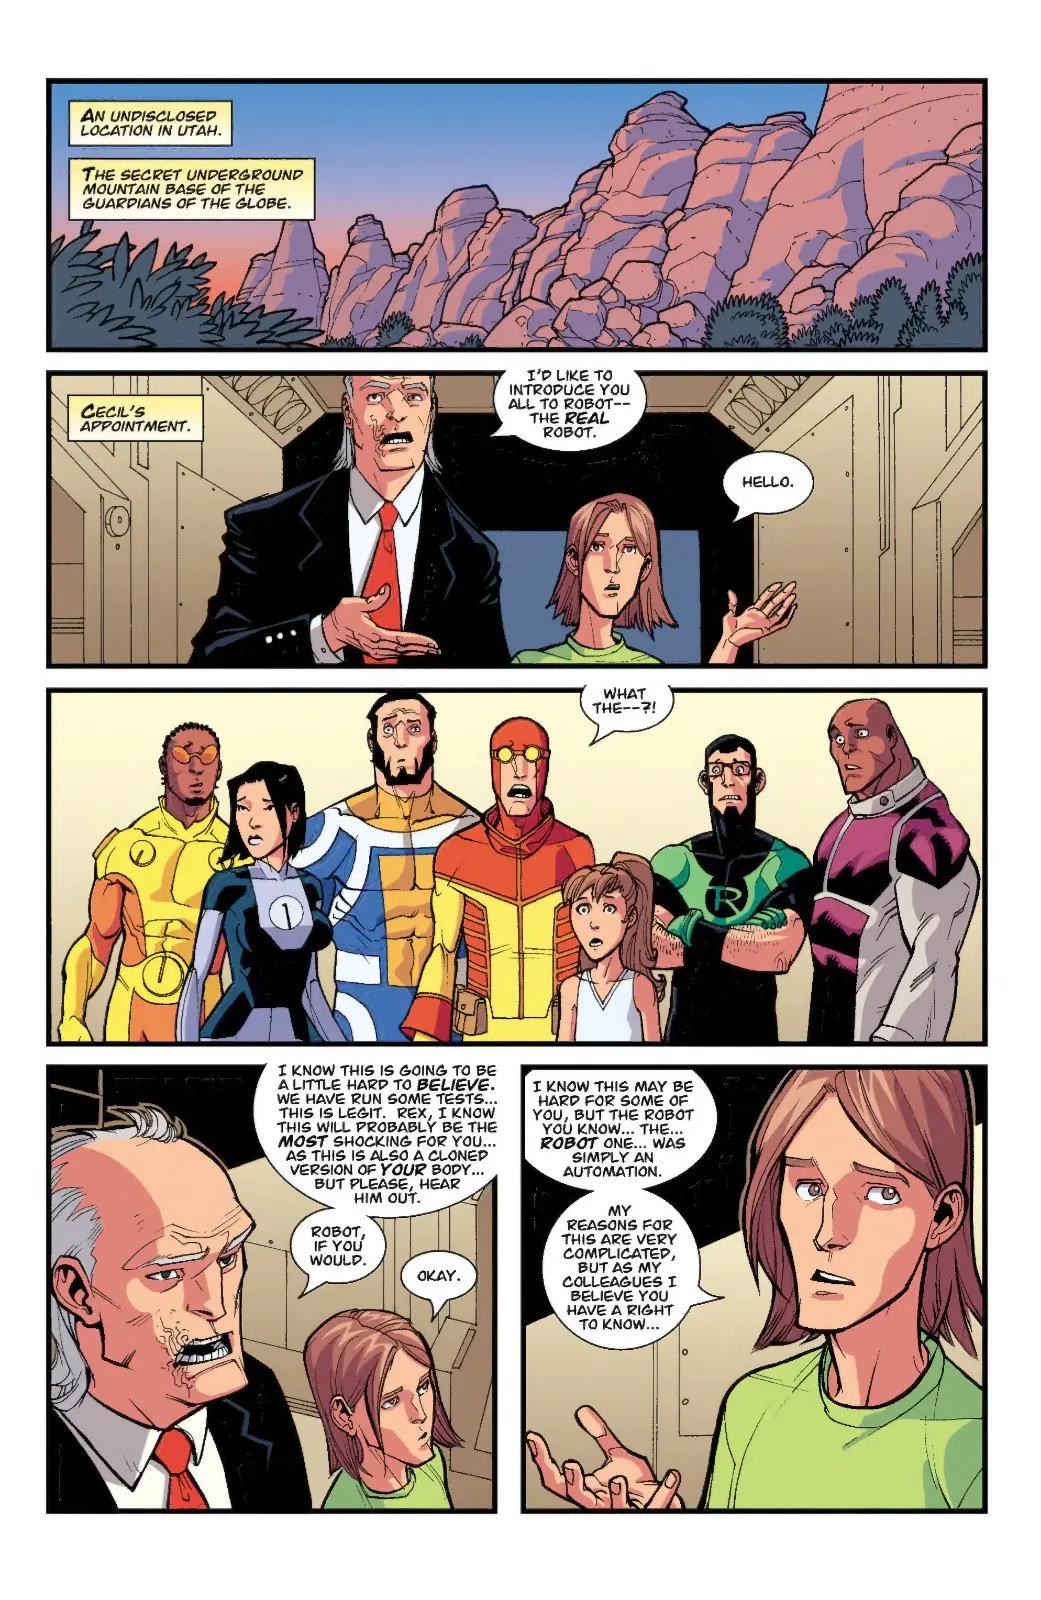 AN UNDISCLOSED
LOCATION IN UTAH.
THE SECRET UNDERGROUND
MOUNTAIN BASE OF THE
GUARDIANS OF THE GLOBE.
CECIL'S
APPOINTMENT.
I'D LIKE TO
INTRODUCE YOU
ALL TO ROBOT--
THE REAL
ROBOT.
HELLO.
WHAT
THE--?!
1
R
I KNOW THIS IS GOING TO BE
A LITTLE HARD TO BELIEVE.
WE HAVE RUN SOME TESTS...
THIS IS LEGIT. REX, I KNOW
THIS WILL PROBABLY BE THE
MOST SHOCKING FOR YOU...
AS THIS IS ALSO A CLONED
VERSION OF YOUR BODY...
BUT PLEASE, HEAR
HIM OUT.
ROBOT,
IF YOU
WOULD.
OKAY.
I KNOW THIS MAY BE
HARD FOR SOME OF
YOU, BUT THE ROBOT
YOU KNOW... THE...
ROBOT ONE... WAS
SIMPLY AN
AUTOMATION.
MY
REASONS FOR
THIS ARE VERY
COMPLICATED,
BUT AS MY
COLLEAGUES I
BELIEVE YOU
HAVE A RIGHT
TO KNOW...